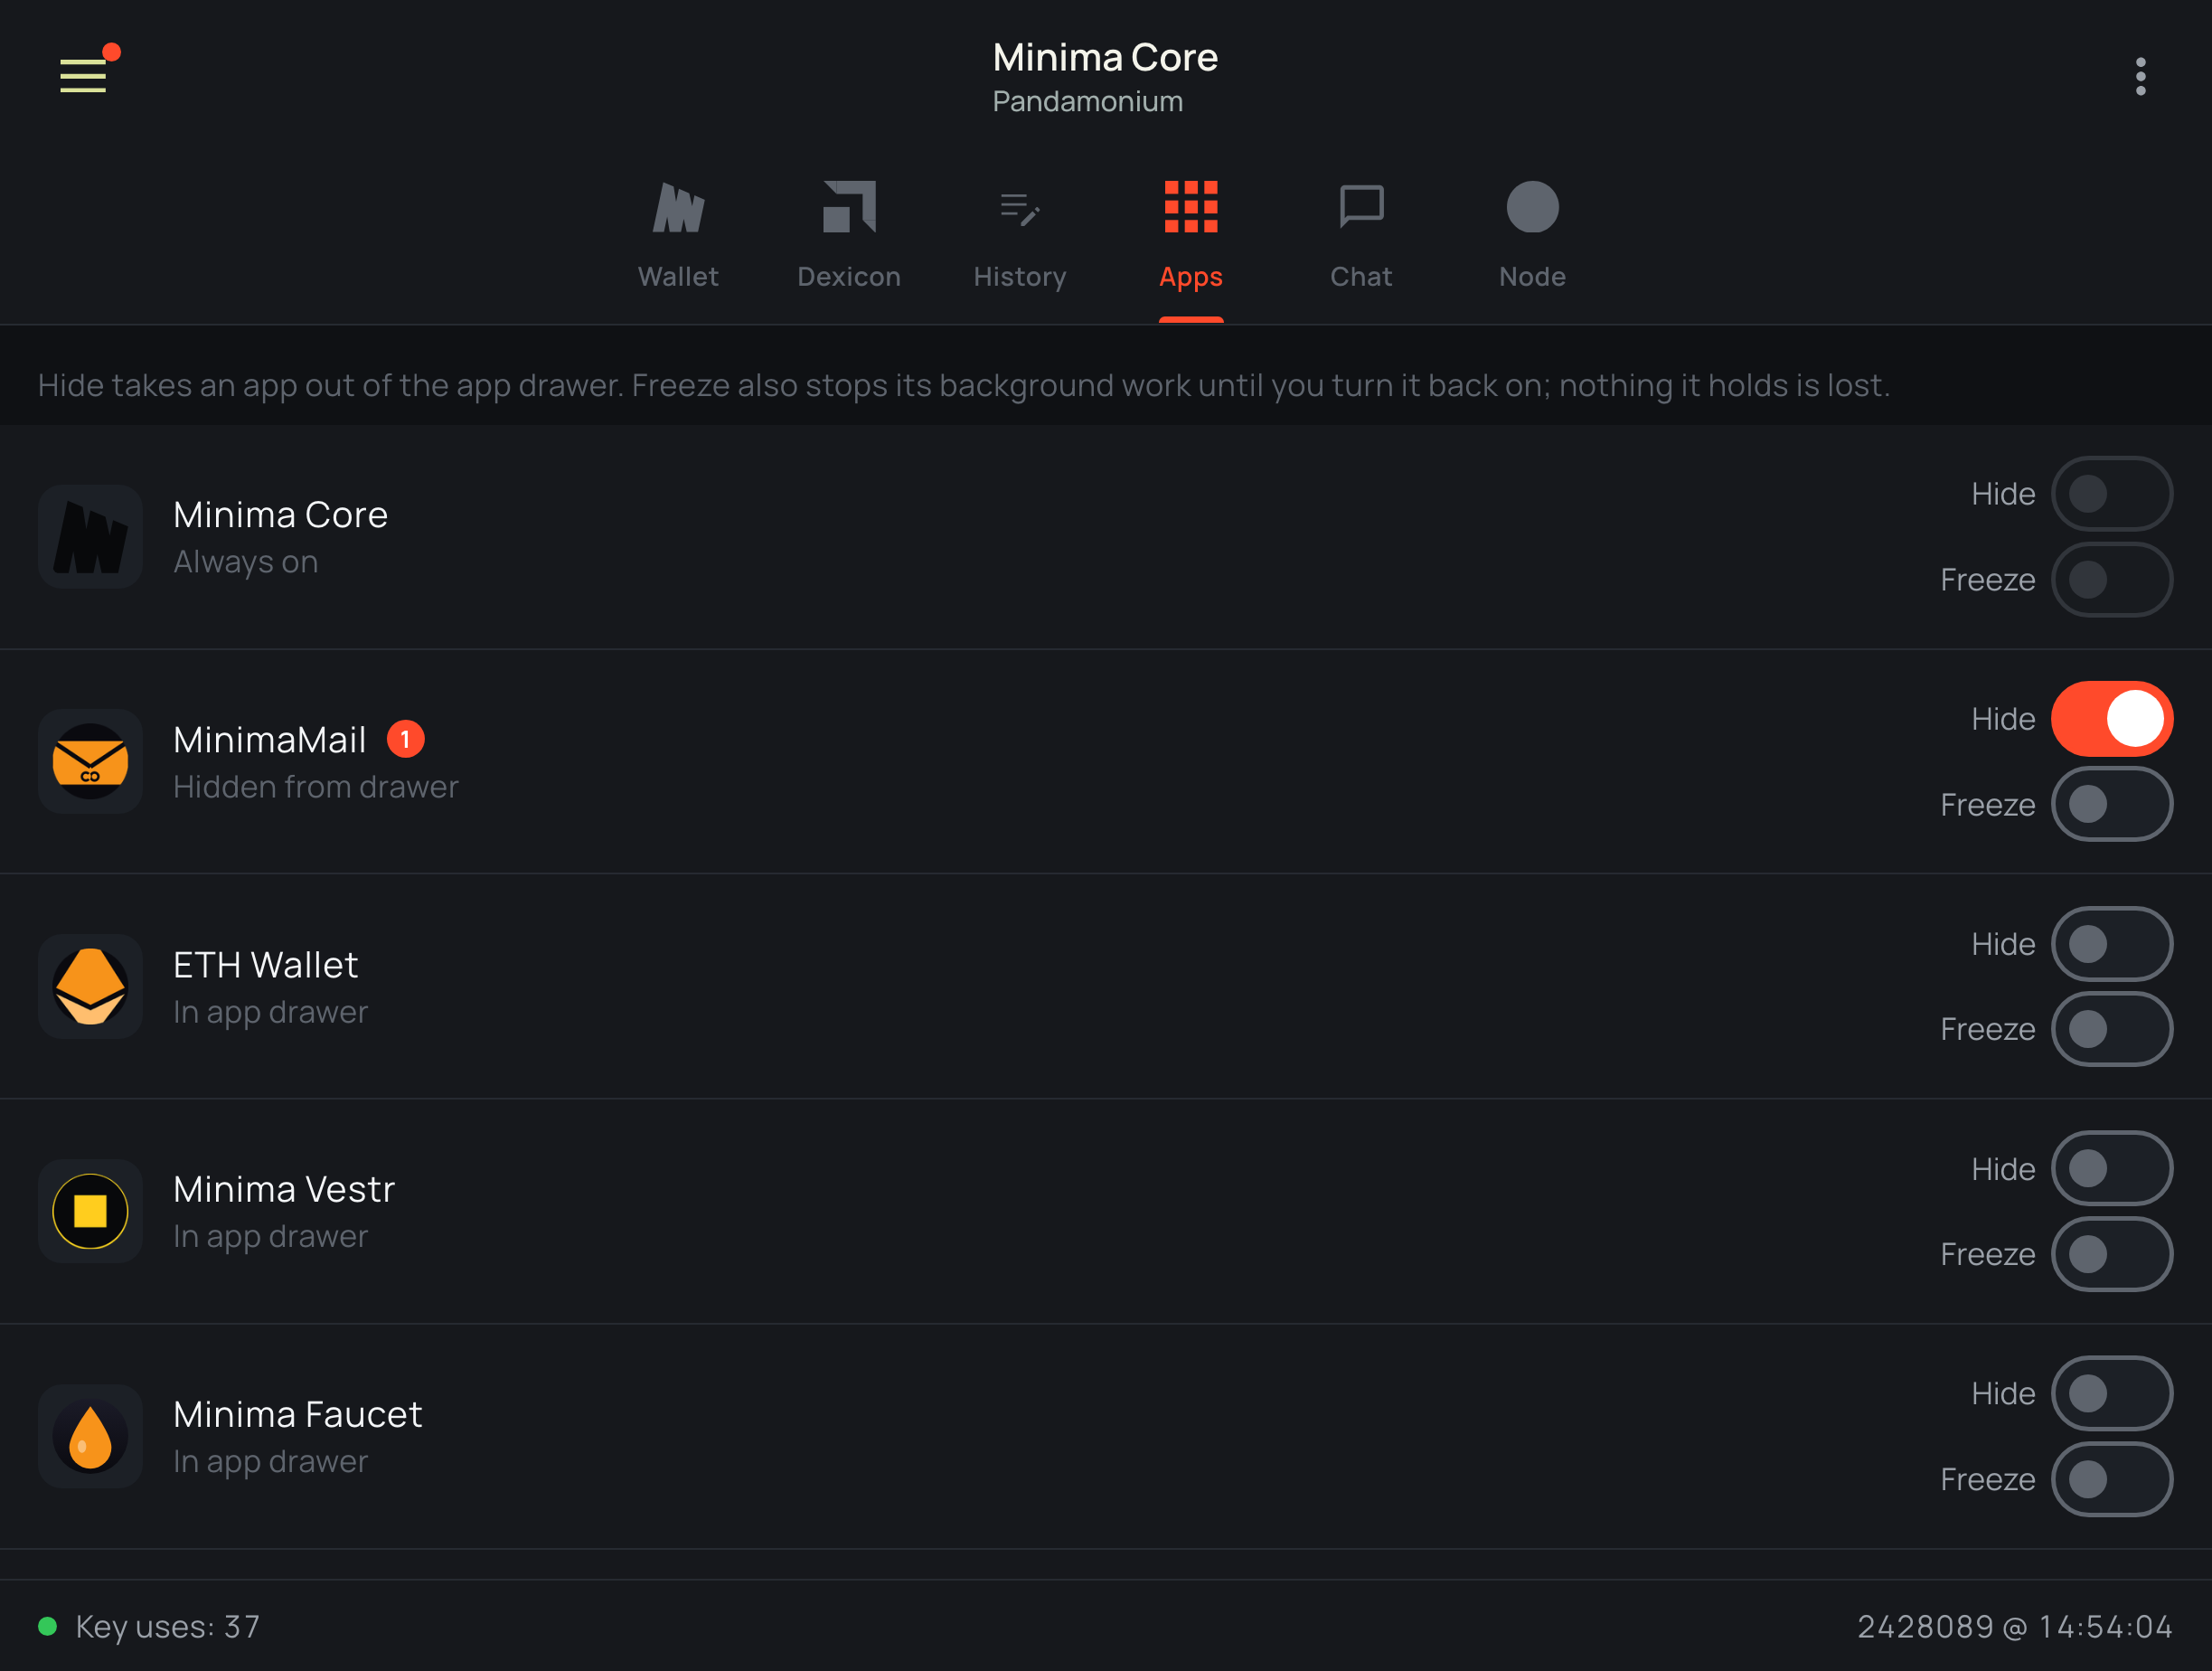 Minima Core
Pandamonium
Wallet
Dexicon
History
Apps
Chat
Node
Hide takes an app out of the app drawer. Freeze also stops its background work until you turn it back on; nothing it holds is lost.
Minima Core
Always on
Hide
Freeze
MinimaMail 1
Hidden from drawer
Hide
Freeze
ETH Wallet
In app drawer
Hide
Freeze
Minima Vestr
In app drawer
Hide
Freeze
Minima Faucet
In app drawer
Hide
Freeze
Key uses: 37
2428089 @ 14:54:04